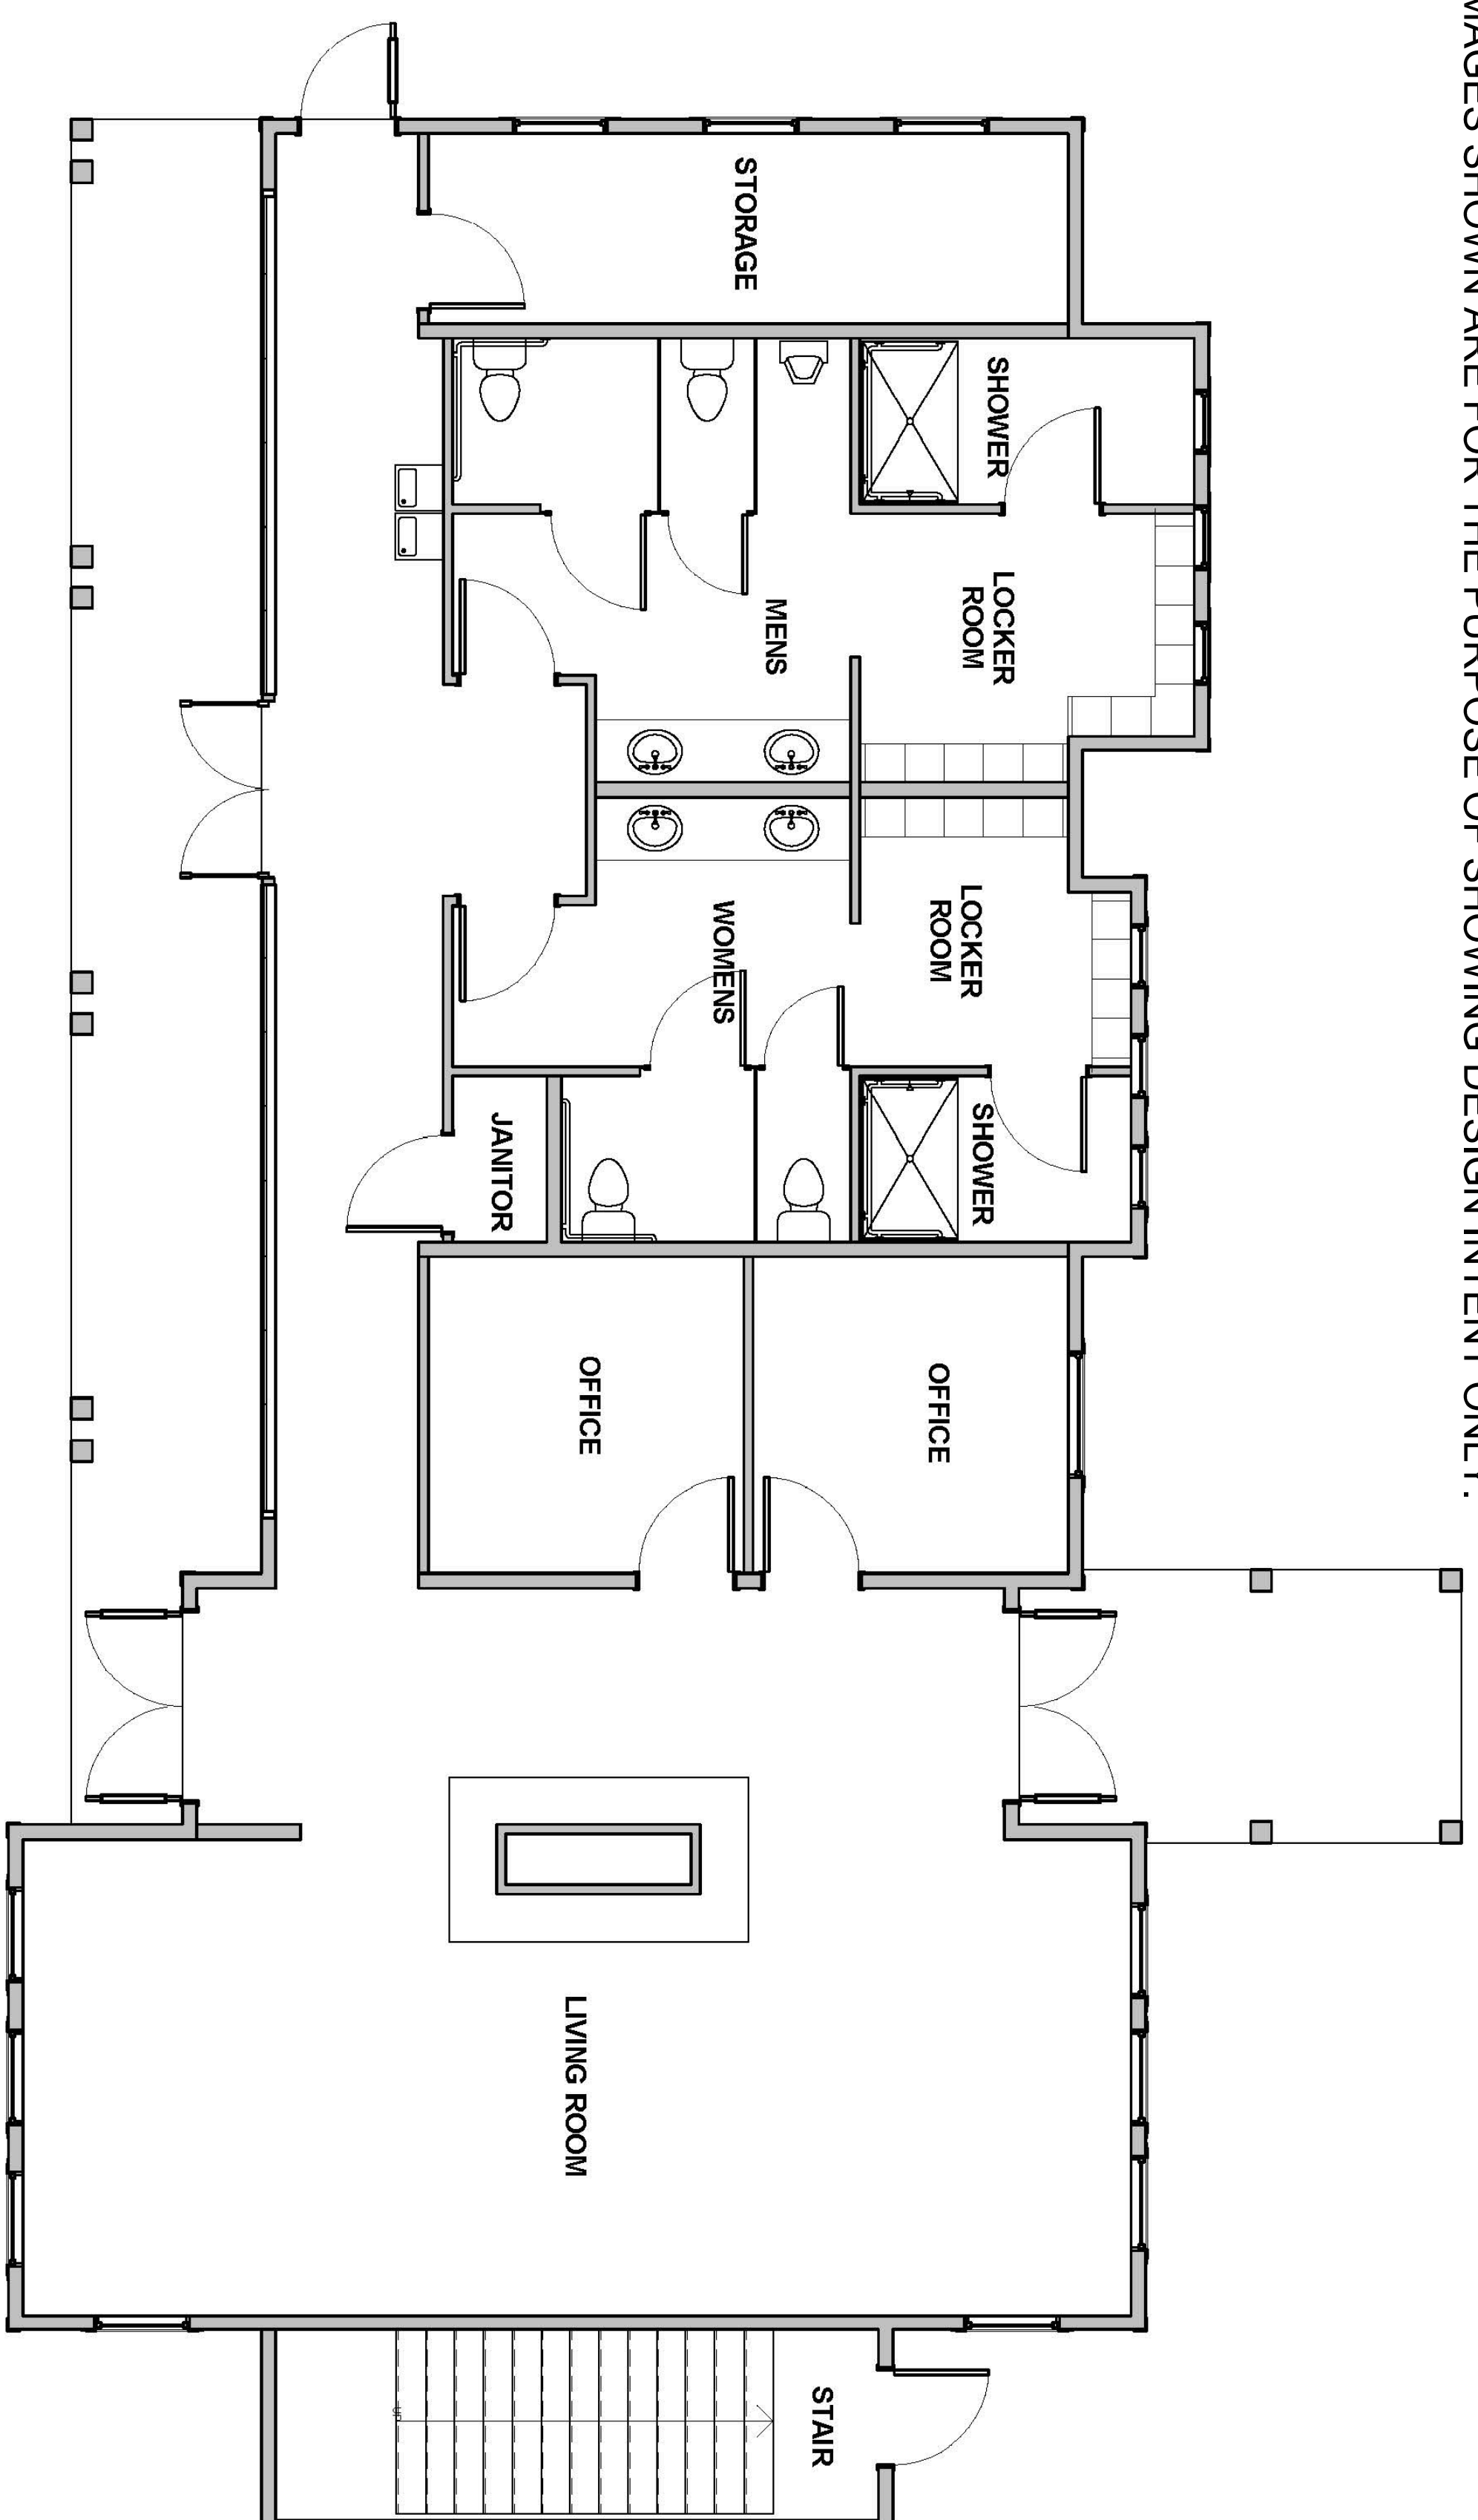 MAGES SHOWN ARE FOR THE PURPOSE OF SHOWING DESIGN INTENT ONLY.
STORAGE
SHOWER
LOCKER
ROOM
MENS
LOCKER
ROOM
WOMENS
SHOWER
JANITOR
OFFICE
OFFICE
LIVING ROOM
STAIR